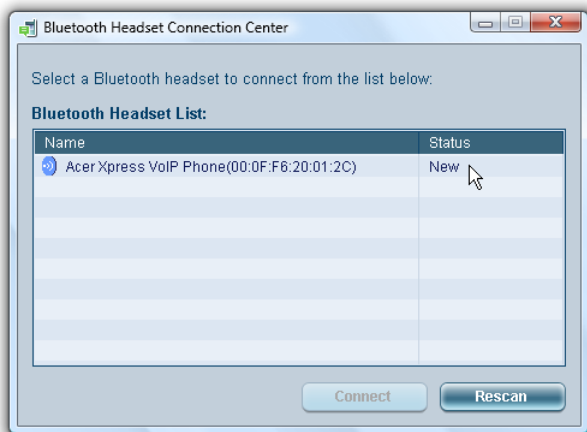 Bluetooth Headset Connection Center
Select a Bluetooth headset to connect from the list below:
Bluetooth Headset List:
Name Status
Acer Xpress VoIP Phone(00:0F:F6:20:01:2C) New
Connect Rescan